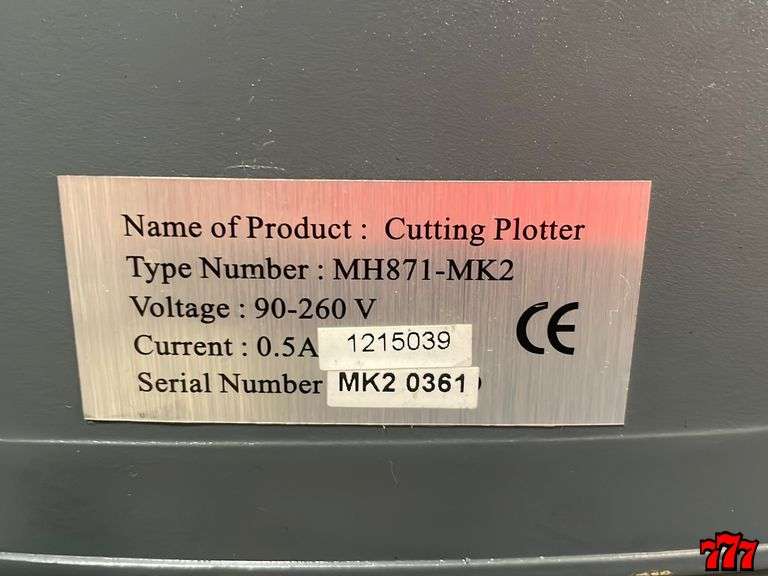 Name of Product : Cutting Plotter
Type Number : MH871-MK2
Voltage : 90-260 V
CE
Current : 0.5A 1215039
Serial Number MK2 0361
777